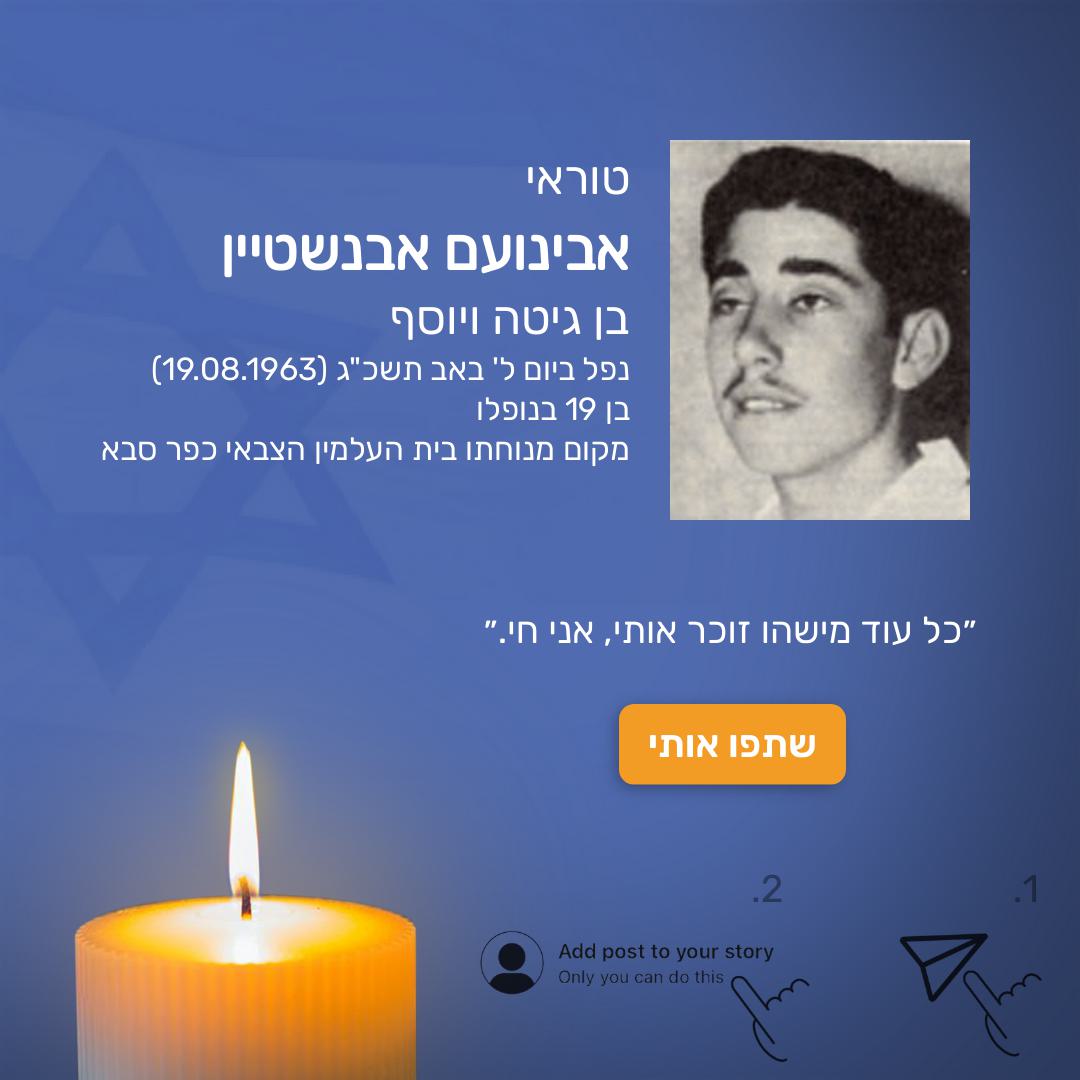 טוראי
אבינועם אבנשטיין
בן גיטה ויוסף
נפל ביום ל' באב תשכ"ג (19.08.1963)
בן 19 בנופלו
מקום מנוחתו בית העלמין הצבאי כפר סבא
״כל עוד מישהו זוכר אותי, אני חי.״
שתפו אותי
.1
.2
Add post to your story
Only you can do this